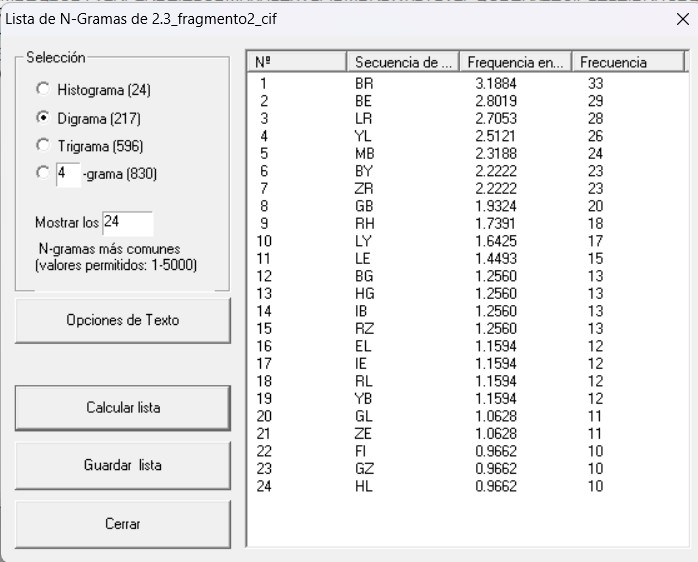 Lista de N-Gramas de 2.3_fragmento2_cif
Selección
Histograma (24)
Digrama (217)
Trigrama (596)
4 -grama (830)
Mostrar los 24
N-gramas más comunes
(valores permitidos: 1-5000)
Opciones de Texto
Calcular lista
Guardar lista
Cerrar
Nº Secuencia de ... Frequencia en... Frecuencia
1 BR 3.1884 33
2 BE 2.8019 29
3 LR 2.7053 28
4 YL 2.5121 26
5 MB 2.3188 24
6 BY 2.2222 23
7 ZR 2.2222 23
8 GB 1.9324 20
9 RH 1.7391 18
10 LY 1.6425 17
11 LE 1.4493 15
12 BG 1.2560 13
13 HG 1.2560 13
14 IB 1.2560 13
15 RZ 1.2560 13
16 EL 1.1594 12
17 IE 1.1594 12
18 RL 1.1594 12
19 YB 1.1594 12
20 GL 1.0628 11
21 ZE 1.0628 11
22 FI 0.9662 10
23 GZ 0.9662 10
24 HL 0.9662 10